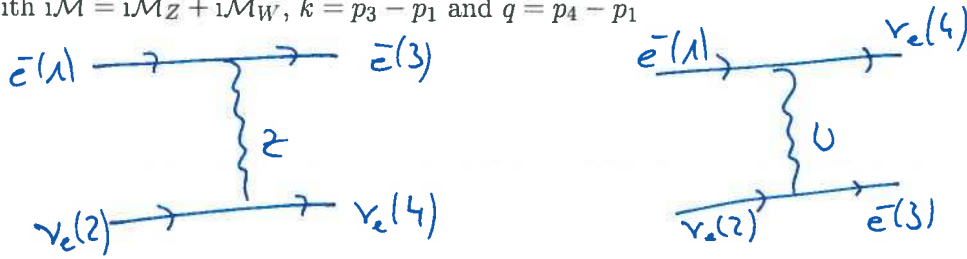 ith iM = iM_Z + iM_W, k = p_3 − p_1 and q = p_4 − p_1
e^-(1) e^-(3) e^-(1) ν_e(4)
Z
ν_e(2) ν_e(4) ν_e(2) e^-(3)